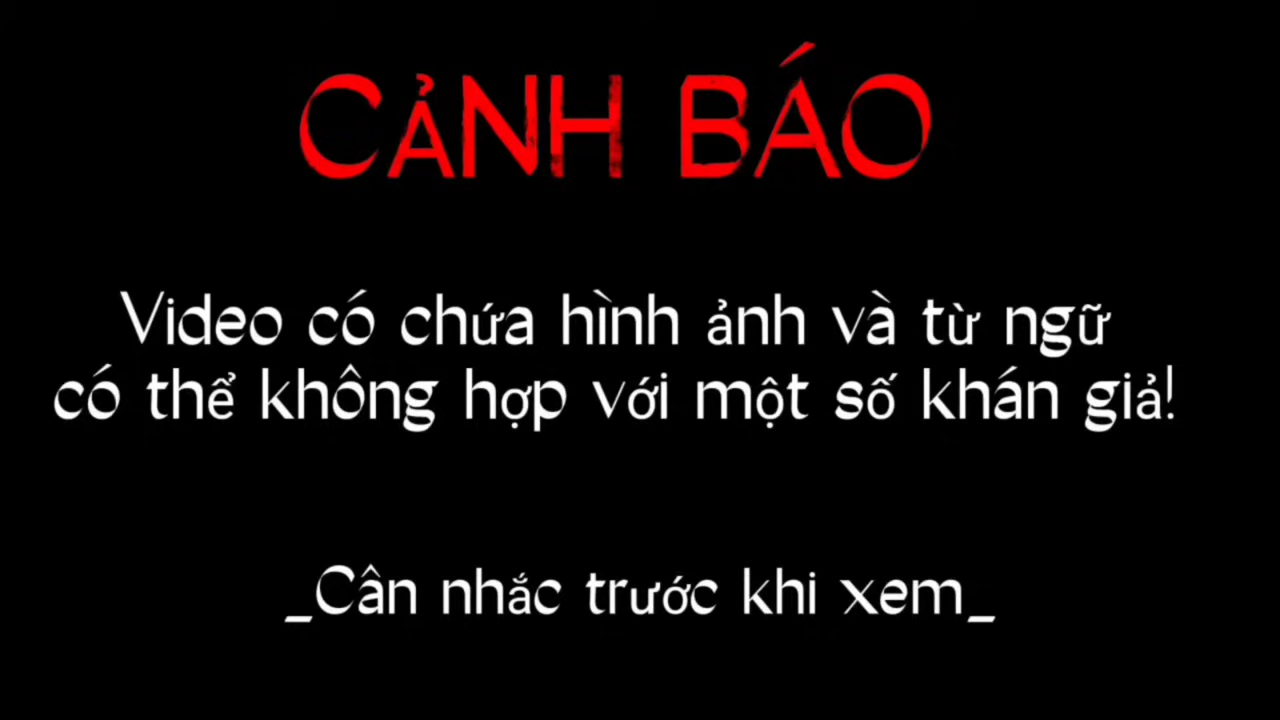 CẢNH BÁO
Video có chứa hình ảnh và từ ngữ
có thể không hợp với một số khán giả!
_Cân nhắc trước khi xem_